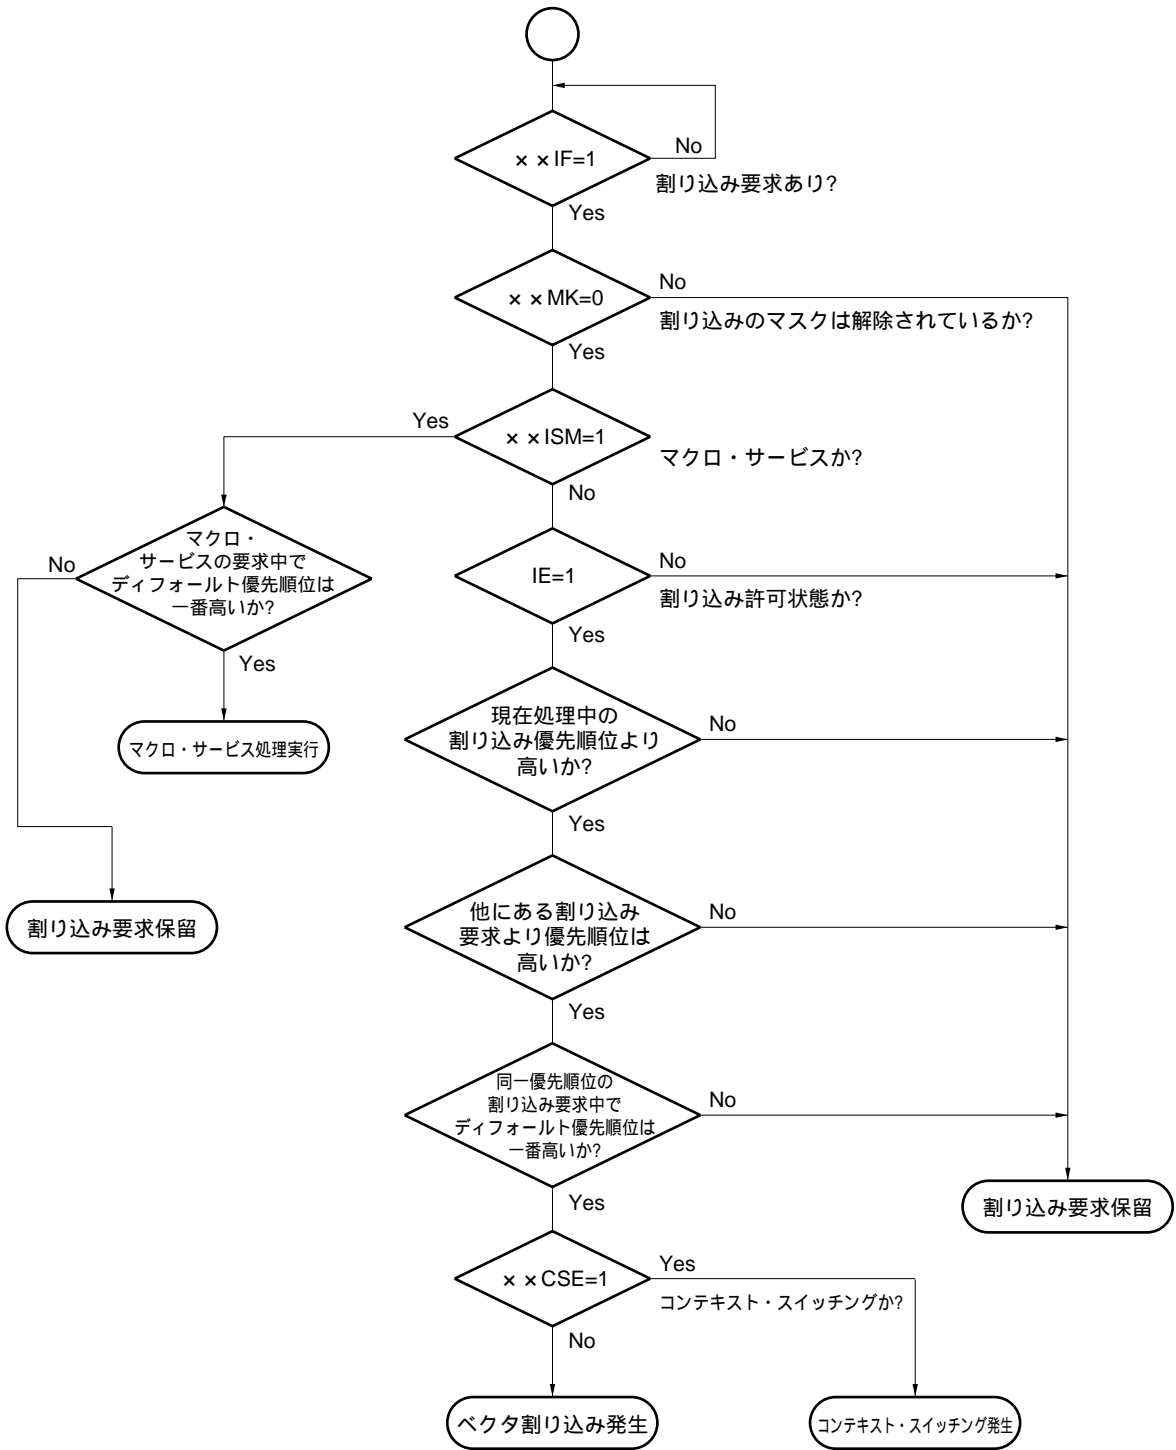 ××IF=1
No
割り込み要求あり?
Yes
××MK=0
No
割り込みのマスクは解除されているか?
Yes
××ISM=1
Yes
マクロ・サービスか?
No
マクロ・
サービスの要求中で
ディフォールト優先順位は
一番高いか?
No
Yes
マクロ・サービス処理実行
割り込み要求保留
IE=1
No
割り込み許可状態か?
Yes
現在処理中の
割り込み優先順位より
高いか?
No
Yes
他にある割り込み
要求より優先順位は
高いか?
No
Yes
同一優先順位の
割り込み要求中で
ディフォールト優先順位は
一番高いか?
No
Yes
割り込み要求保留
××CSE=1
Yes
コンテキスト・スイッチングか?
No
ベクタ割り込み発生
コンテキスト・スイッチング発生